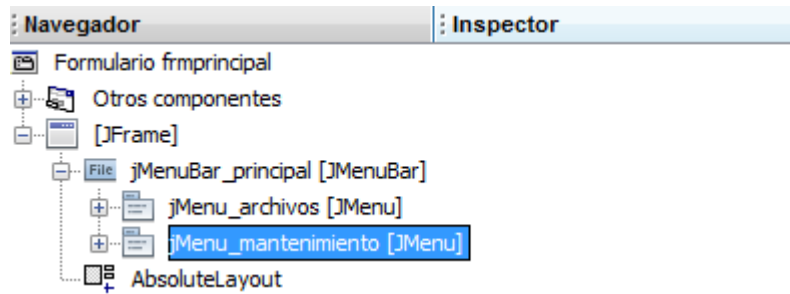 Navegador Inspector
Formulario frmprincipal
Otros componentes
[JFrame]
File jMenuBar_principal [JMenuBar]
jMenu_archivos [JMenu]
jMenu_mantenimiento [JMenu]
AbsoluteLayout